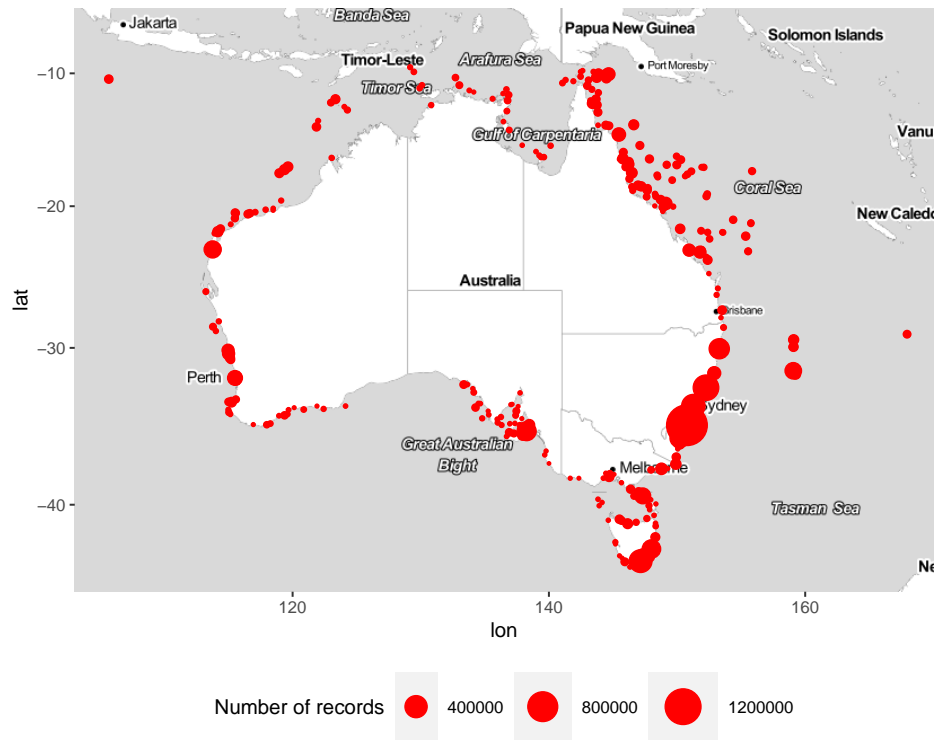 Banda Sea
Jakarta
Papua New Guinea
Solomon Islands
Timor-Leste
Arafura Sea
Port Moresby
−10
Timor Sea
Gulf of Carpentaria
Vanu
Coral Sea
−20
New Caledo
Australia
lat
Brisbane
−30
Perth
Sydney
Great Australian
Bight
Melbourne
−40
Tasman Sea
Ne
120
140
160
lon
Number of records
400000
800000
1200000